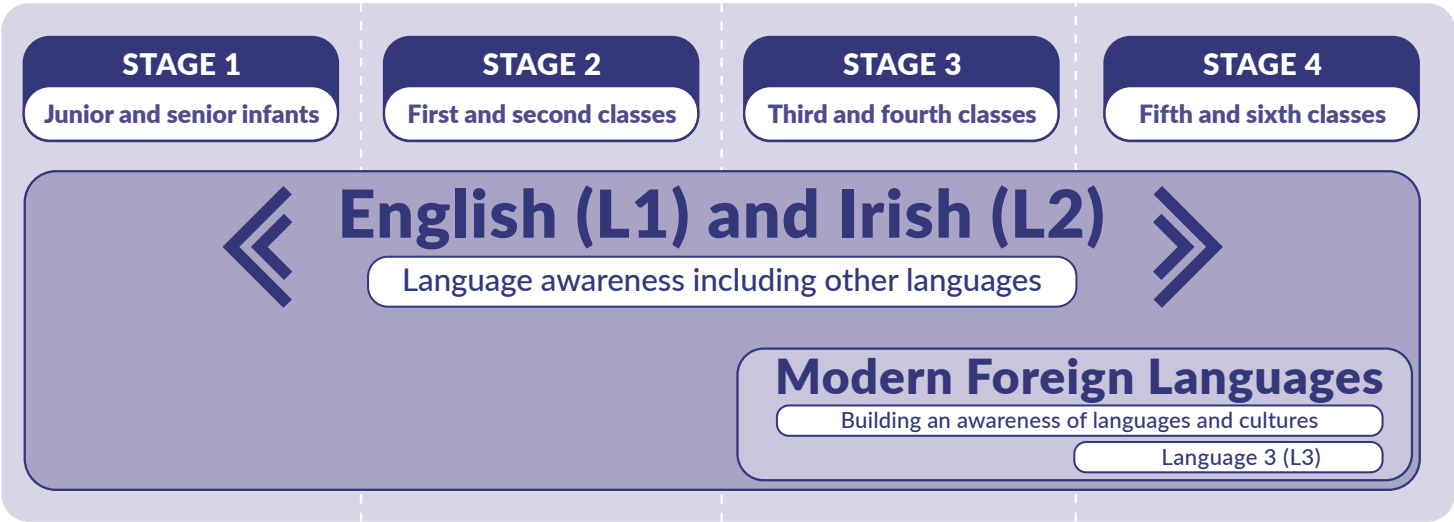 STAGE 1
Junior and senior infants
STAGE 2
First and second classes
STAGE 3
Third and fourth classes
STAGE 4
Fifth and sixth classes
English (L1) and Irish (L2)
Language awareness including other languages
Modern Foreign Languages
Building an awareness of languages and cultures
Language 3 (L3)